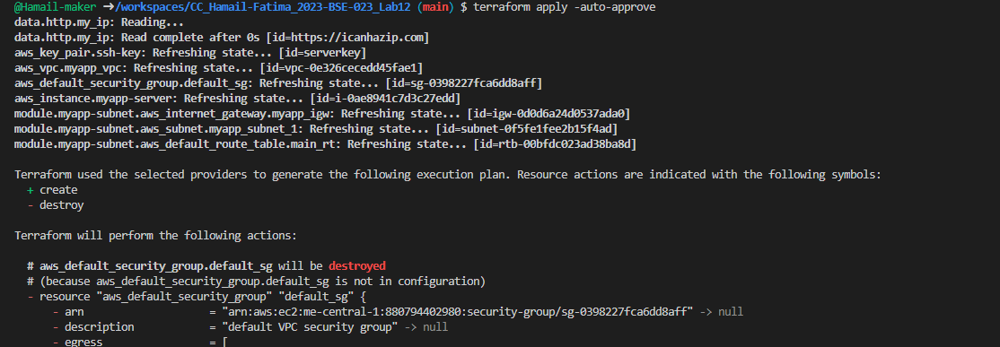 @Hamail-maker ➜/workspaces/CC_Hamail-Fatima_2023-BSE-023_Lab12 (main) $ terraform apply -auto-approve
data.http.my_ip: Reading...
data.http.my_ip: Read complete after 0s [id=https://icanhazip.com]
aws_key_pair.ssh-key: Refreshing state... [id=serverkey]
aws_vpc.myapp_vpc: Refreshing state... [id=vpc-0e326cecedd45fae1]
aws_default_security_group.default_sg: Refreshing state... [id=sg-0398227fca6dd8aff]
aws_instance.myapp-server: Refreshing state... [id=i-0ae8941c7d3c27edd]
module.myapp-subnet.aws_internet_gateway.myapp_igw: Refreshing state... [id=igw-0d0d6a24d0537ada0]
module.myapp-subnet.aws_subnet.myapp_subnet_1: Refreshing state... [id=subnet-0f5fe1fee2b15f4ad]
module.myapp-subnet.aws_default_route_table.main_rt: Refreshing state... [id=rtb-00bfdc023ad38ba8d]

Terraform used the selected providers to generate the following execution plan. Resource actions are indicated with the following symbols:
  + create
  - destroy

Terraform will perform the following actions:

  # aws_default_security_group.default_sg will be destroyed
  # (because aws_default_security_group.default_sg is not in configuration)
  - resource "aws_default_security_group" "default_sg" {
      - arn                    = "arn:aws:ec2:me-central-1:880794402980:security-group/sg-0398227fca6dd8aff" -> null
      - description            = "default VPC security group" -> null
      - egress                 = [